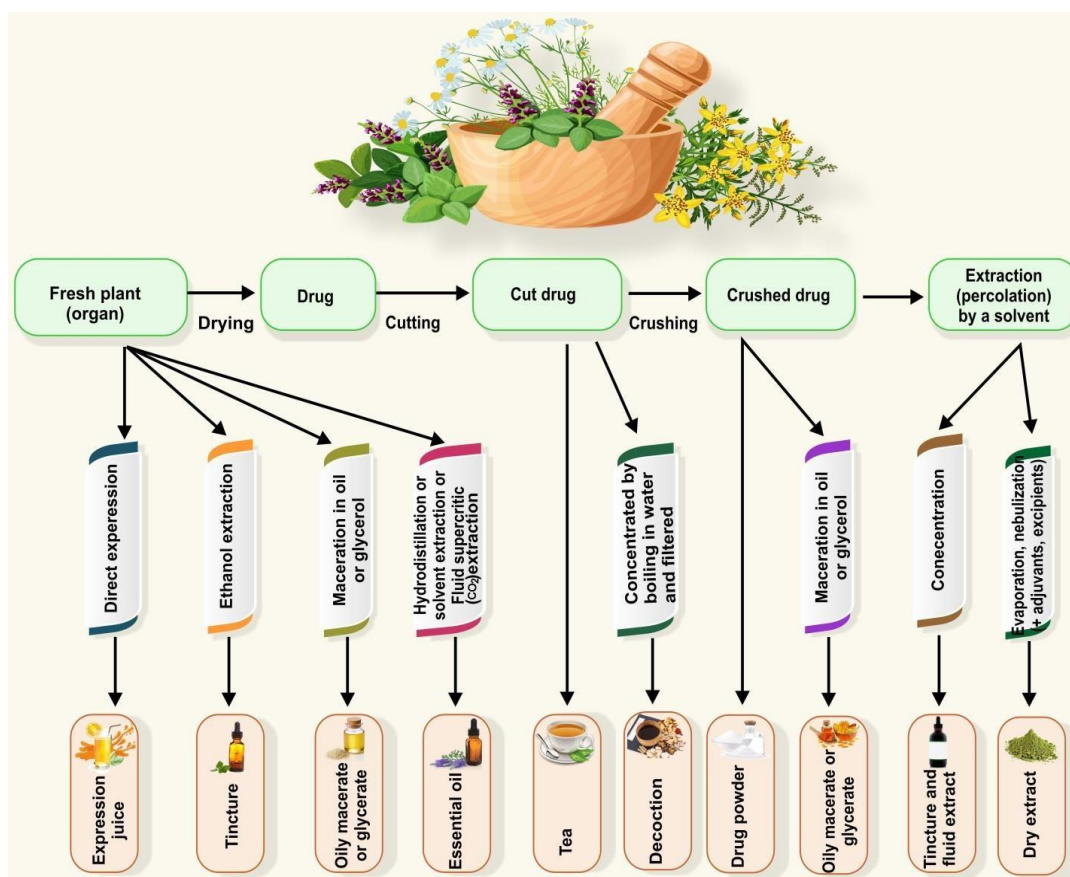 Fresh plant
(organ)
Drying
Drug
Cutting
Cut drug
Crushing
Crushed drug
Extraction
(percolation)
by a solvent
Direct experession
Ethanol extraction
Maceration in oil
or glycerol
Hydrodistillation or
solvent extraction or
Fluid supercritic
(CO2)extraction
Concentrated by
boiling in water
and filtered
Maceration in oil
or glycerol
Conecentration
Evaporation, nebulization
(+ adjuvants, excipients)
Expression
juice
Tincture
Oily macerate
or glycerate
Essential oil
Tea
Decoction
Drug powder
Oily macerate or
glycerate
Tincture and
fluid extract
Dry extract